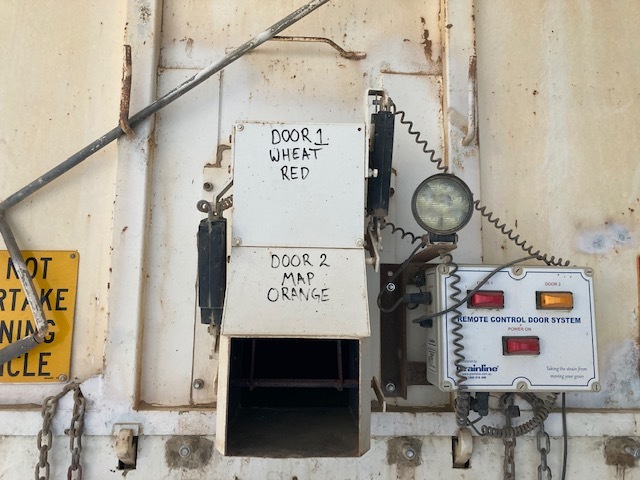 DOOR 1
WHEAT
RED
DOOR 2
MAP
ORANGE
NOT
RTAKE
NING
ICLE
DOOR 2
REMOTE CONTROL DOOR SYSTEM
POWER ON
Grainline
Taking the strain from
moving your grain